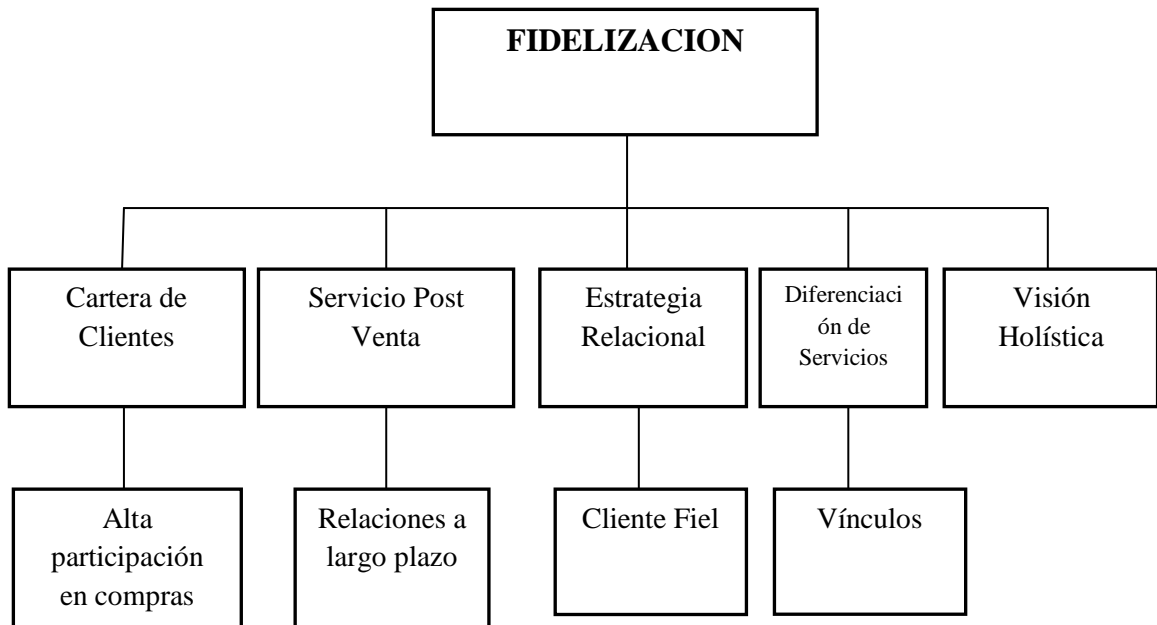 FIDELIZACION
Cartera de
Clientes
Servicio Post
Venta
Estrategia
Relacional
Diferenciaci
ón de
Servicios
Visión
Holística
Alta
participación
en compras
Relaciones a
largo plazo
Cliente Fiel
Vínculos